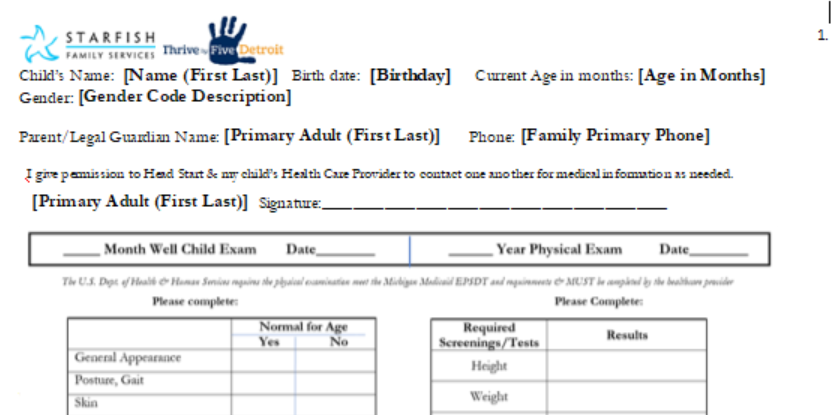 STARFISH
FAMILY SERVICES
Thrive by Five Detroit
1.
Child's Name: [Name (First Last)] Birth date: [Birthday] Current Age in months: [Age in Months]
Gender: [Gender Code Description]
Parent/Legal Guardian Name: [Primary Adult (First Last)] Phone: [Family Primary Phone]
I give permission to Head Start & my child's Health Care Provider to contact one another for medical information as needed.
[Primary Adult (First Last)] Signature:____________________
_____ Month Well Child Exam Date________ _____ Year Physical Exam Date________
The U.S. Dept. of Health & Human Services requires the physical examination meet the Michigan Medicaid EPSDT and requirements & MUST be completed by the healthcare provider
Please complete: Please Complete:
Normal for Age
Yes No
General Appearance
Posture, Gait
Skin
Required Screenings/Tests Results
Height
Weight